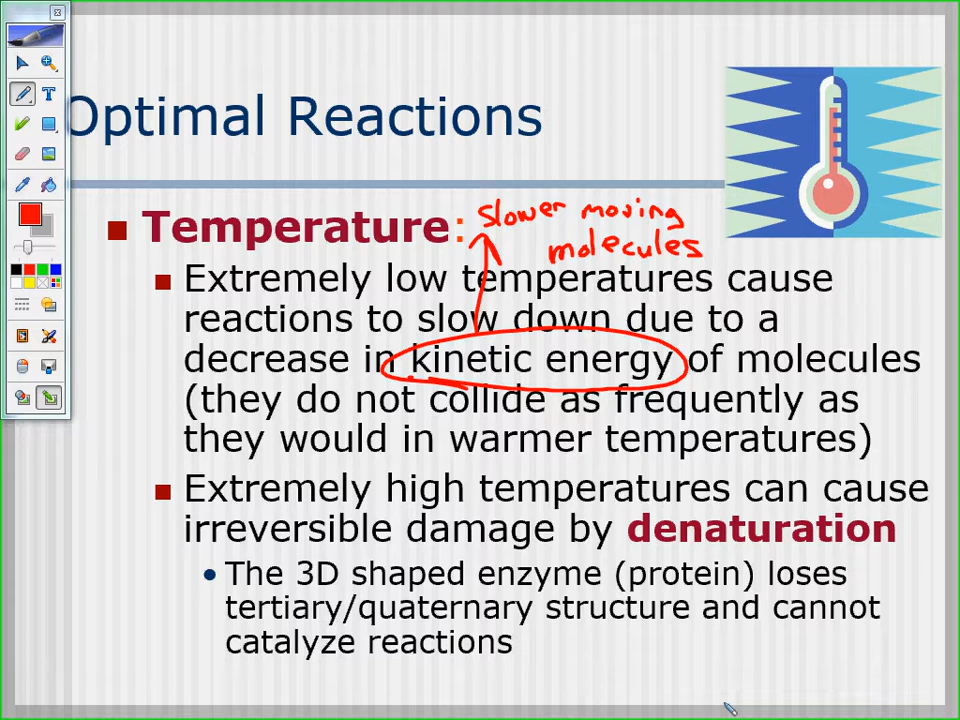 Optimal Reactions
Temperature: slower moving
molecules
Extremely low temperatures cause
reactions to slow down due to a
decrease in kinetic energy of molecules
(they do not collide as frequently as
they would in warmer temperatures)
Extremely high temperatures can cause
irreversible damage by denaturation
The 3D shaped enzyme (protein) loses
tertiary/quaternary structure and cannot
catalyze reactions